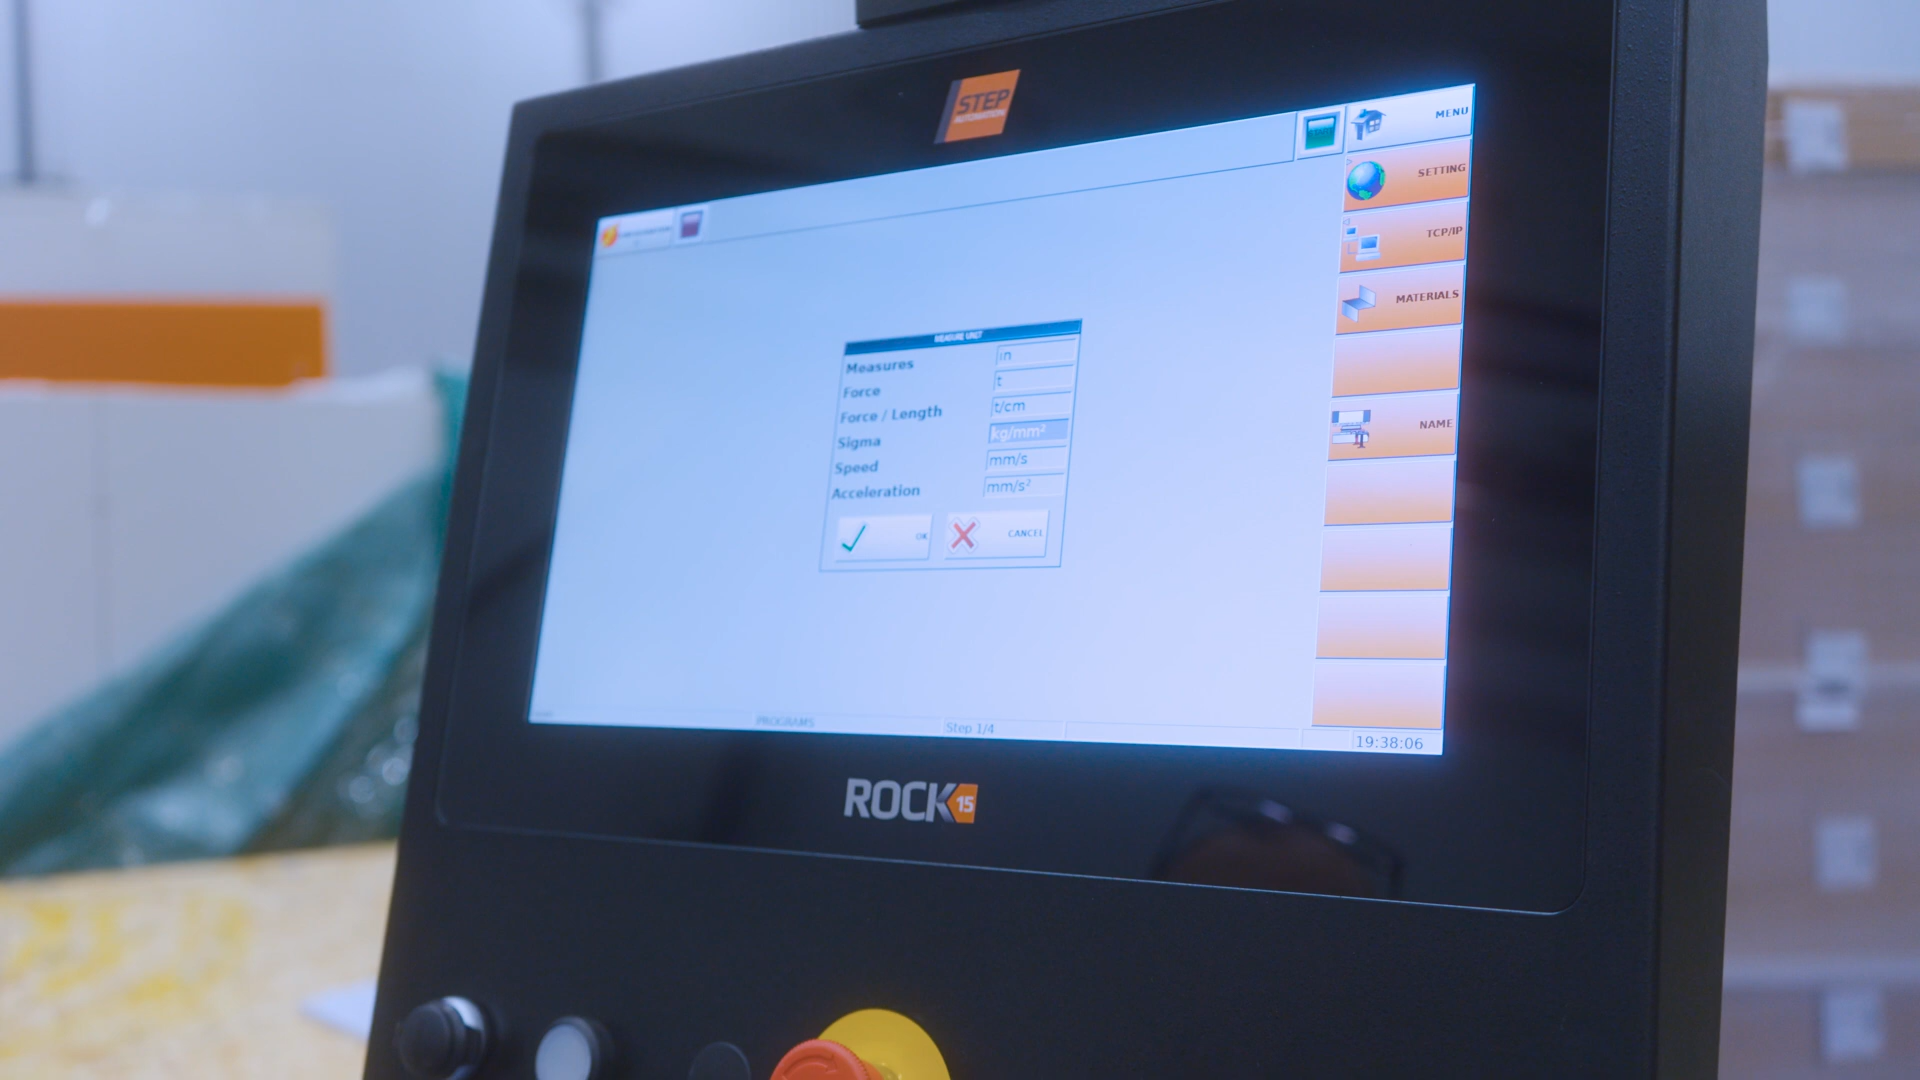 STEP
AUTOMATION
MENU
SETTING
TCP/IP
MATERIALS
NAME
MEASURE UNIT
Measures in
Force t
Force / Length t/cm
Sigma kg/mm²
Speed mm/s
Acceleration mm/s²
OK CANCEL
PROGRAMS Step 1/4 19:38:06
ROCK 15